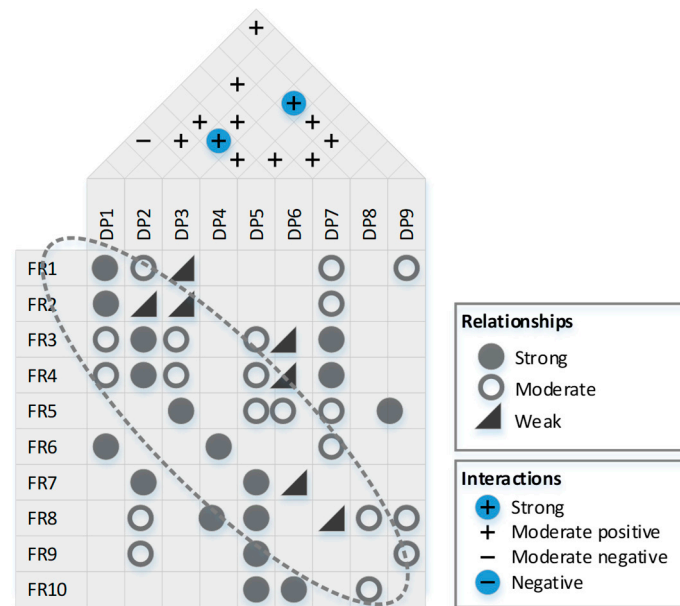 DP1 DP2 DP3 DP4 DP5 DP6 DP7 DP8 DP9
FR1
FR2
FR3
FR4
FR5
FR6
FR7
FR8
FR9
FR10
Relationships
Strong
Moderate
Weak
Interactions
+ Strong
+ Moderate positive
− Moderate negative
− Negative